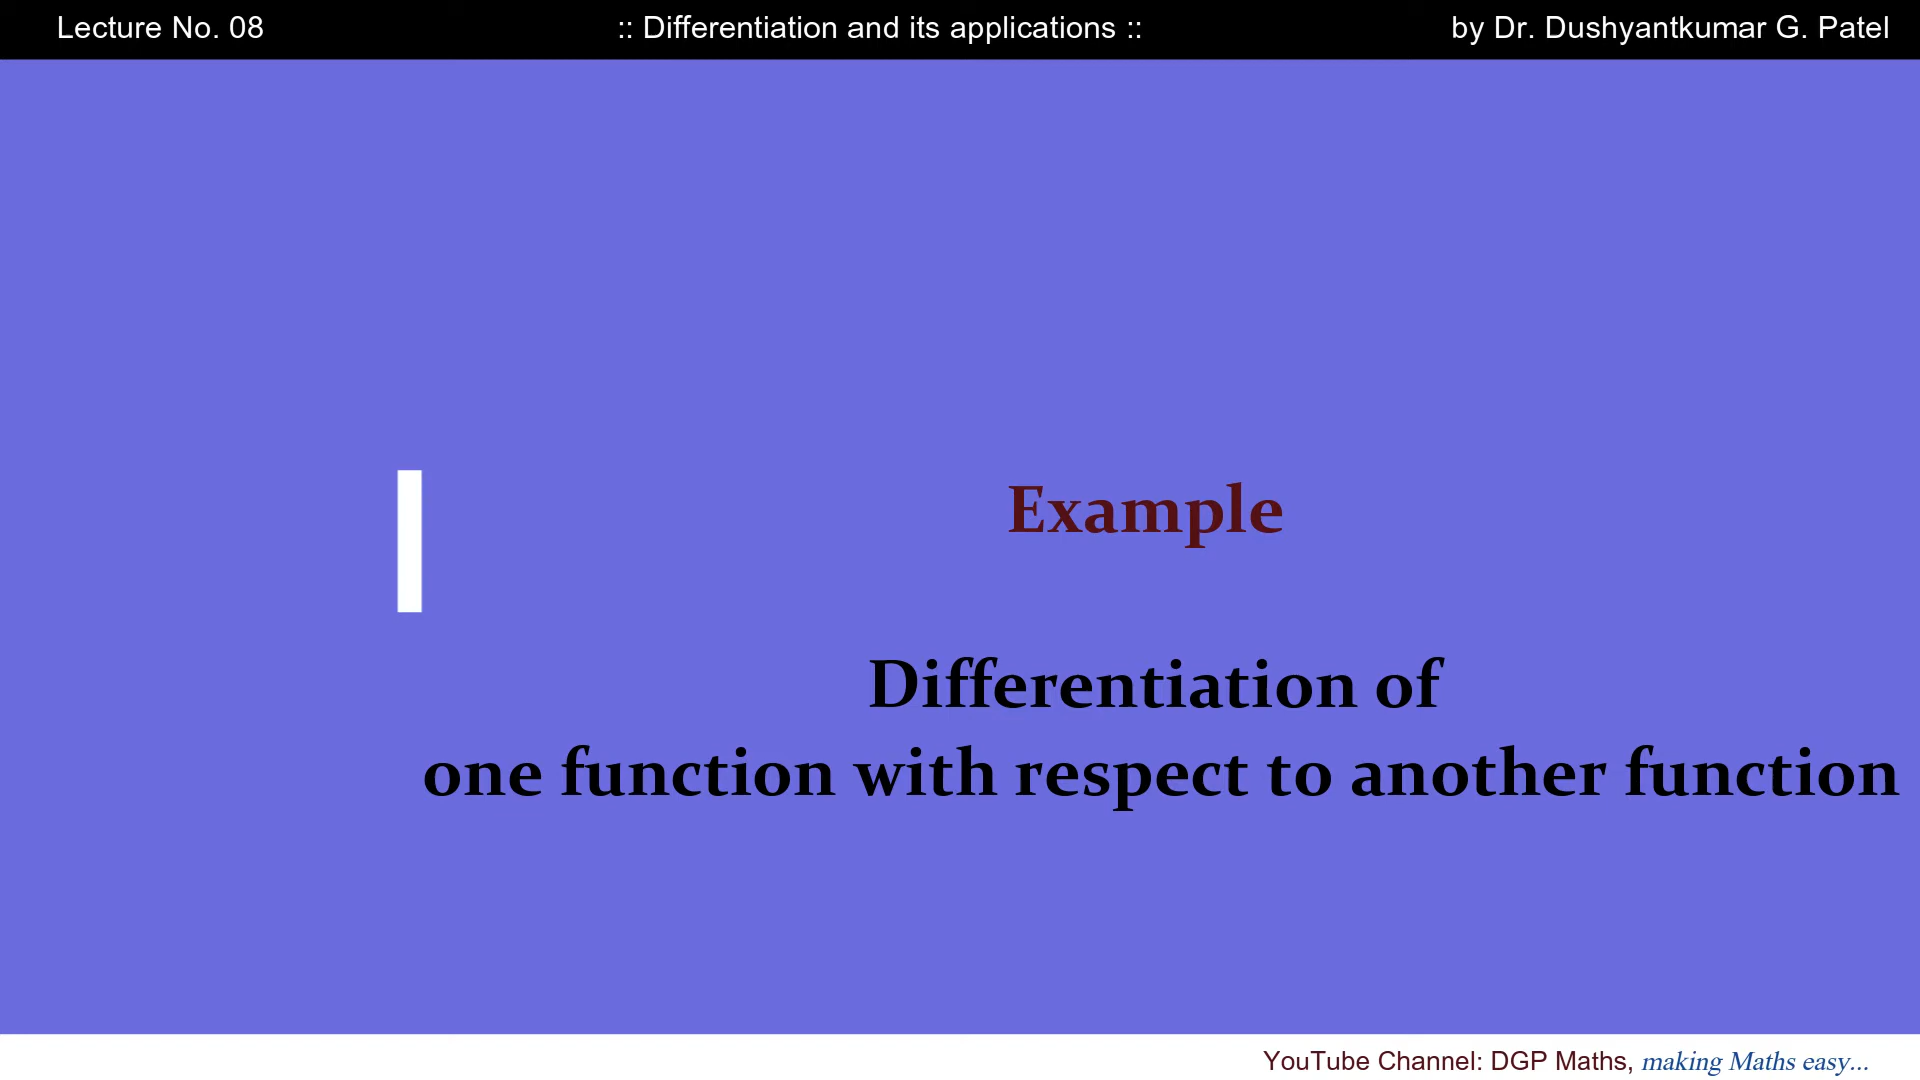 Lecture No. 08
:: Differentiation and its applications ::
by Dr. Dushyantkumar G. Patel
Example
Differentiation of
one function with respect to another function
YouTube Channel: DGP Maths, making Maths easy...